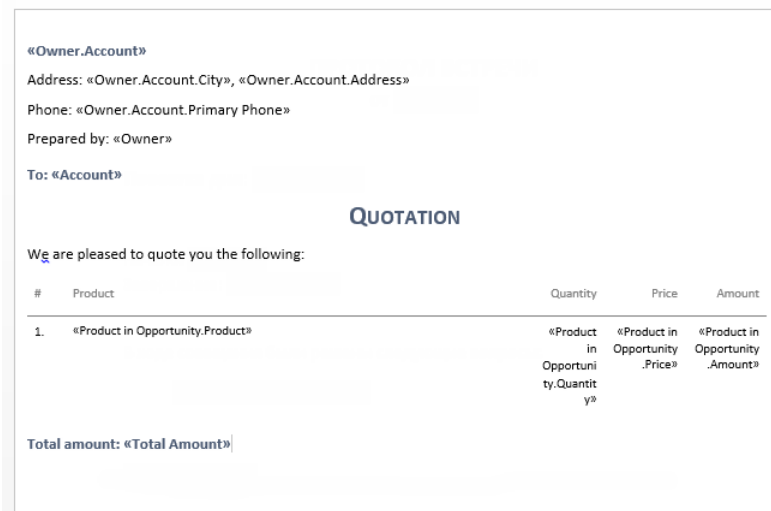 «Owner.Account»
Address: «Owner.Account.City», «Owner.Account.Address»
Phone: «Owner.Account.Primary Phone»
Prepared by: «Owner»
To: «Account»
QUOTATION
We are pleased to quote you the following:
# Product Quantity Price Amount
1. «Product in Opportunity.Product» «Product «Product in «Product in
in Opportunity Opportunity
Opportuni .Price» .Amount»
ty.Quantit
y»
Total amount: «Total Amount»